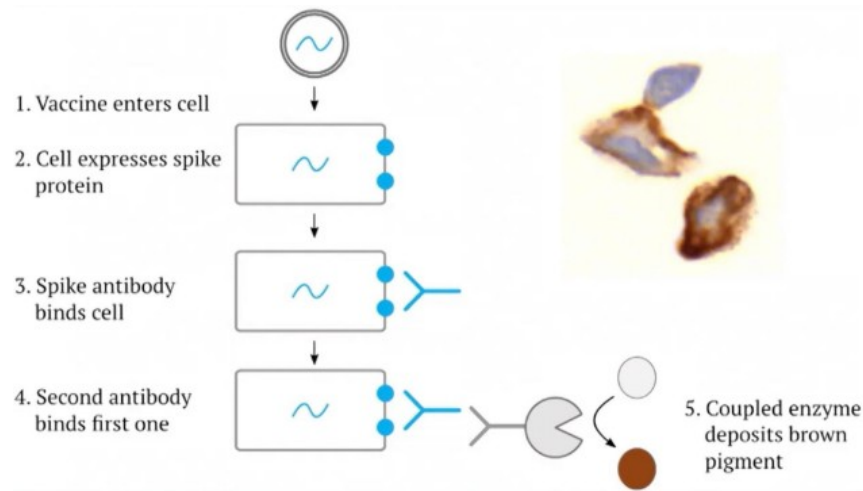 1. Vaccine enters cell
2. Cell expresses spike
protein
3. Spike antibody
binds cell
4. Second antibody
binds first one
5. Coupled enzyme
deposits brown
pigment